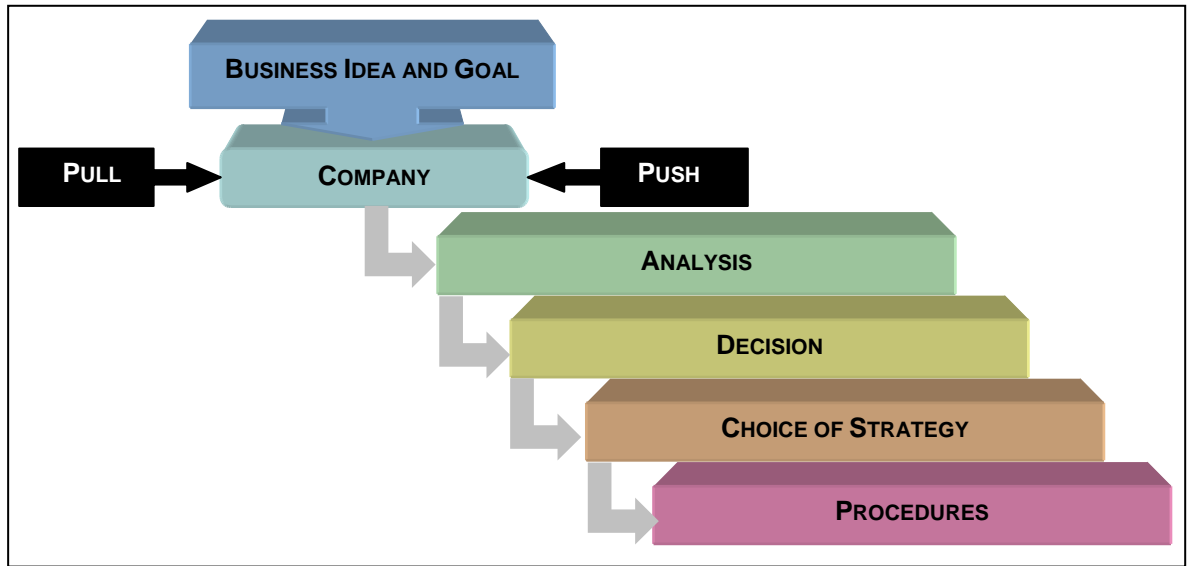 BUSINESS IDEA AND GOAL
PULL
COMPANY
PUSH
ANALYSIS
DECISION
CHOICE OF STRATEGY
PROCEDURES